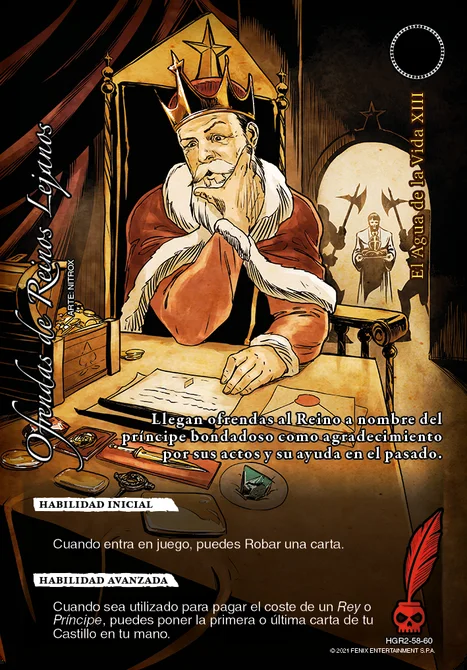 Ofrendas de Reinos Lejanos
ARTE: NITROX
El Agua de la Vida XIII
Llegan ofrendas al Reino a nombre del
príncipe bondadoso como agradecimiento
por sus actos y su ayuda en el pasado.
HABILIDAD INICIAL
Cuando entra en juego, puedes Robar una carta.
HABILIDAD AVANZADA
Cuando sea utilizado para pagar el coste de un Rey o
Príncipe, puedes poner la primera o última carta de tu
Castillo en tu mano.
HGR2-58-60
© 2021 FENIX ENTERTAINMENT S.P.A.